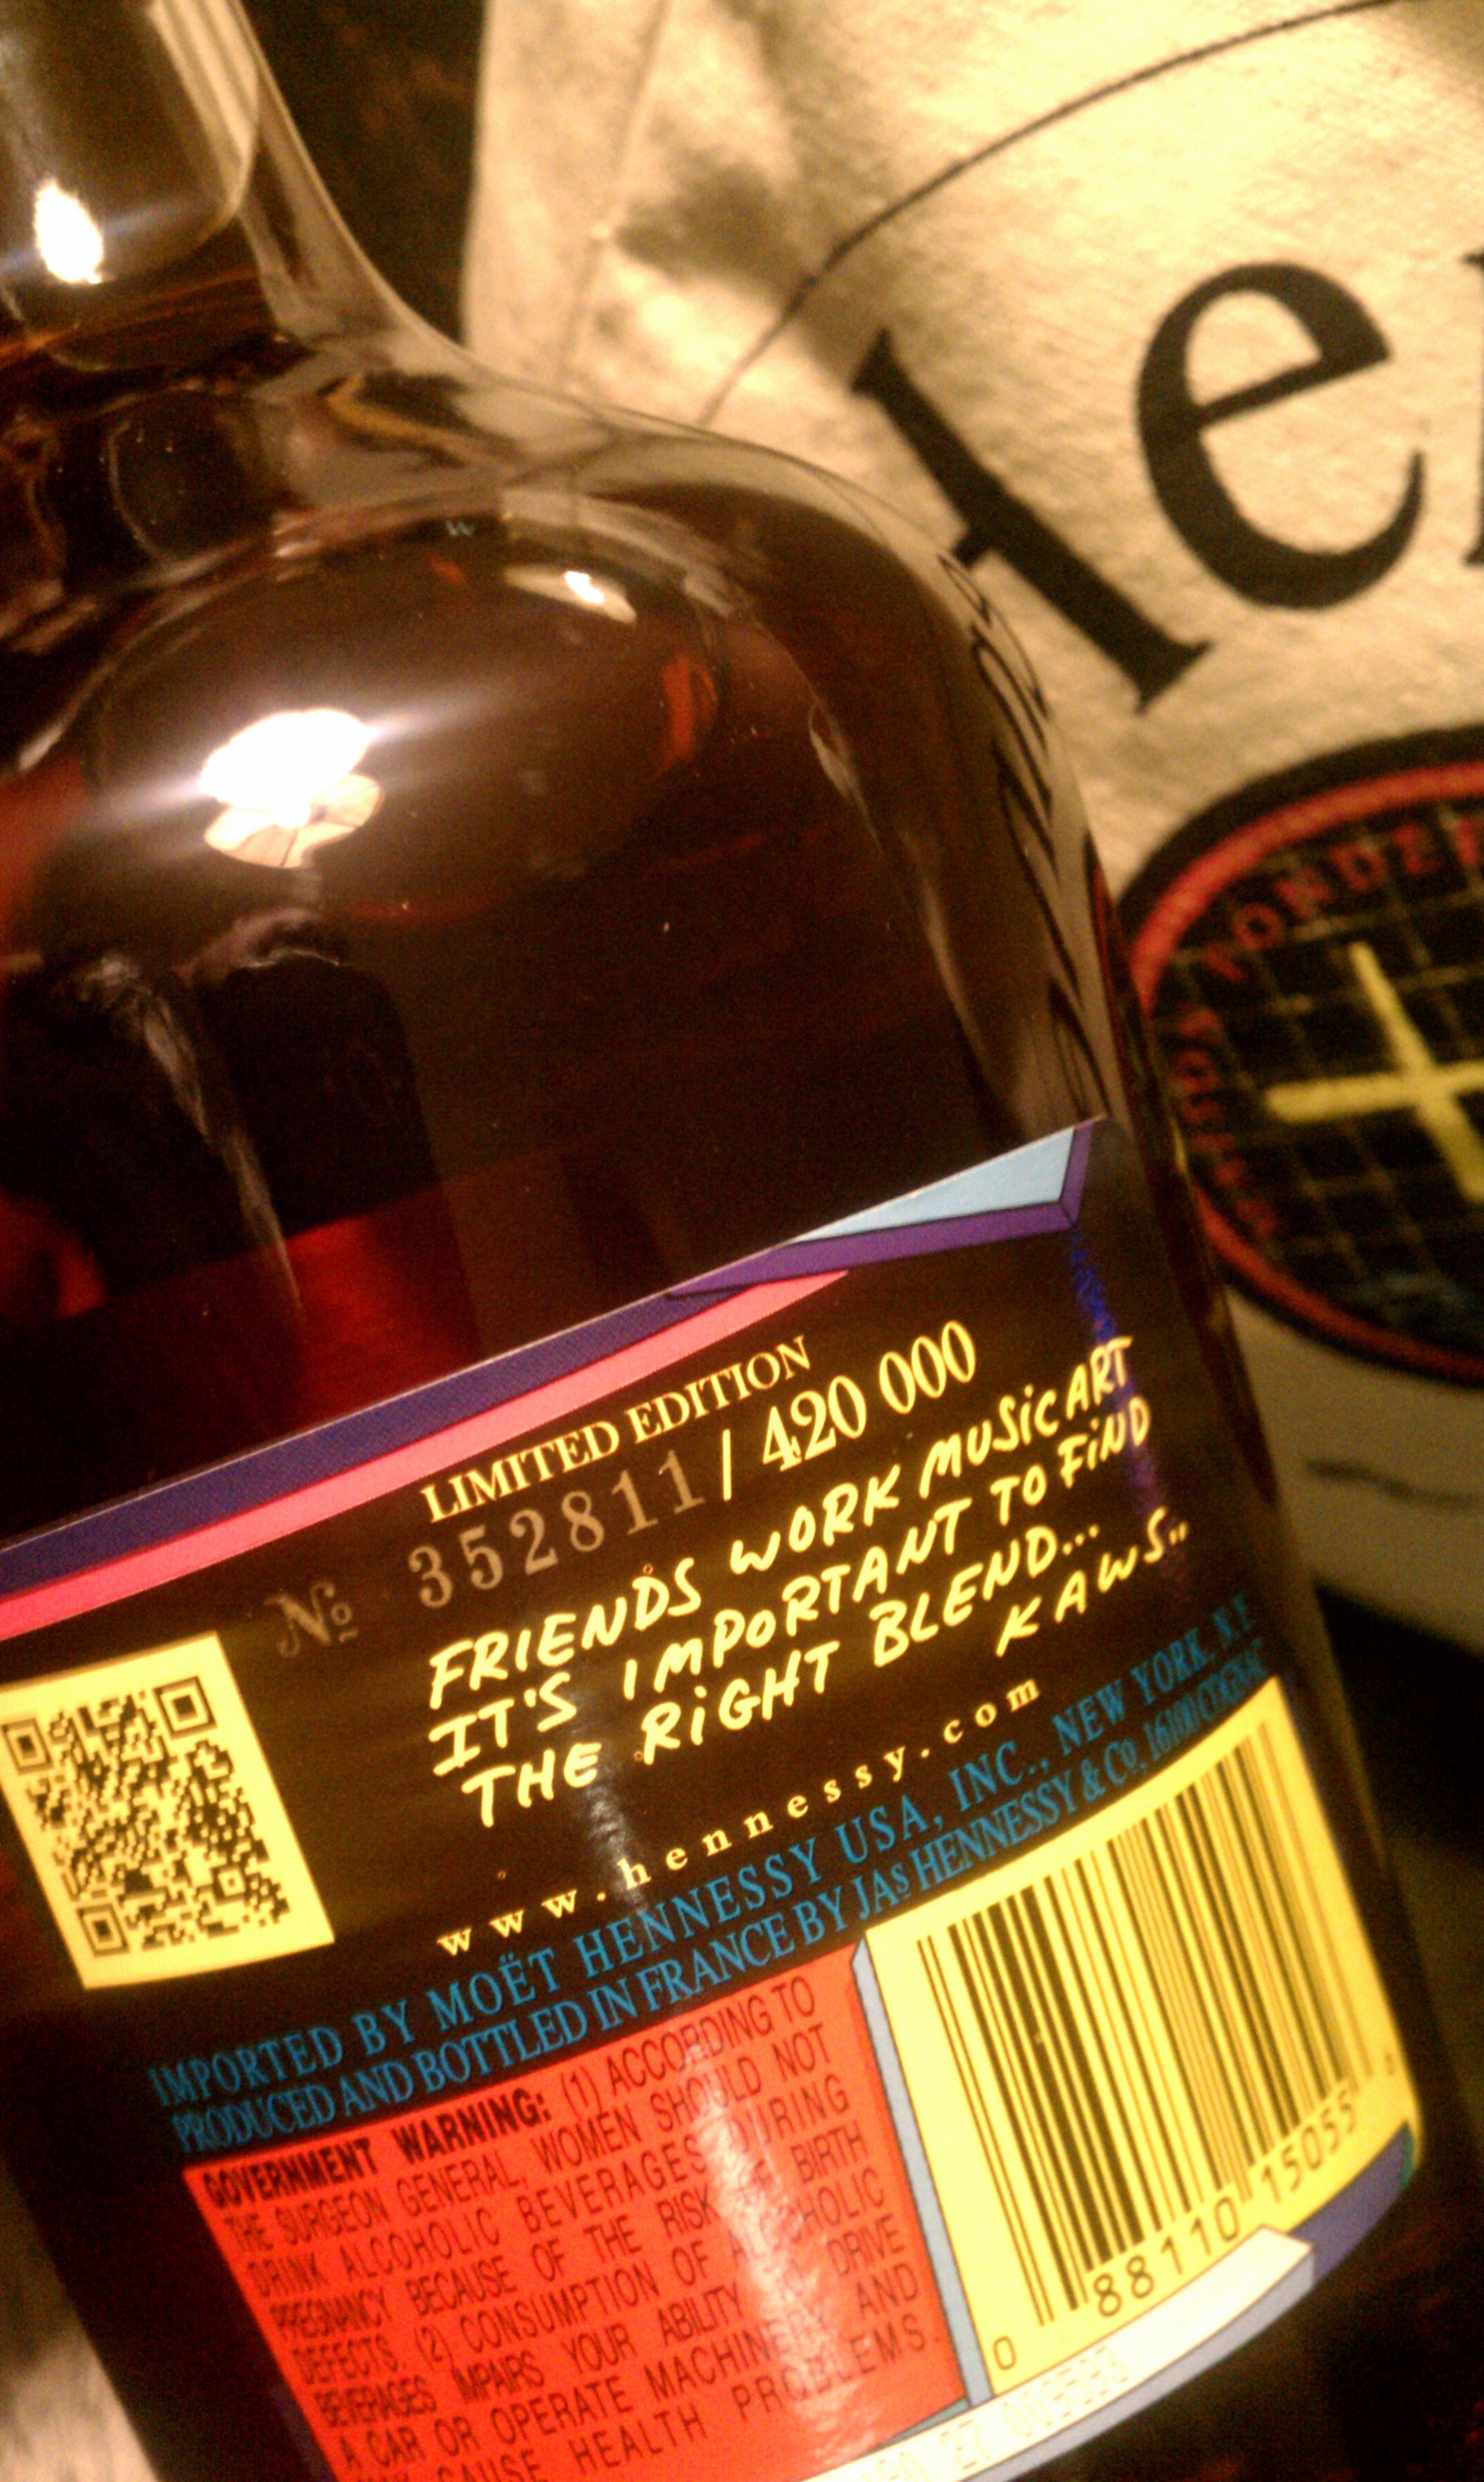 He
LIMITED EDITION
Nº 352811 / 420 000
FRIENDS WORK MUSIC ART
IT'S IMPORTANT TO FIND
THE RIGHT BLEND...
KAWS..
www.hennessy.com
IMPORTED BY MOËT HENNESSY USA, INC., NEW YORK, N.Y.
PRODUCED AND BOTTLED IN FRANCE BY JAS HENNESSY & Co, 16100 COGNAC
GOVERNMENT WARNING: (1) ACCORDING TO
THE SURGEON GENERAL, WOMEN SHOULD NOT
DRINK ALCOHOLIC BEVERAGES DURING
PREGNANCY BECAUSE OF THE RISK OF BIRTH
DEFECTS. (2) CONSUMPTION OF ALCOHOLIC
BEVERAGES IMPAIRS YOUR ABILITY TO DRIVE
A CAR OR OPERATE MACHINERY AND
MAY CAUSE HEALTH PROBLEMS.
0 88110 15055